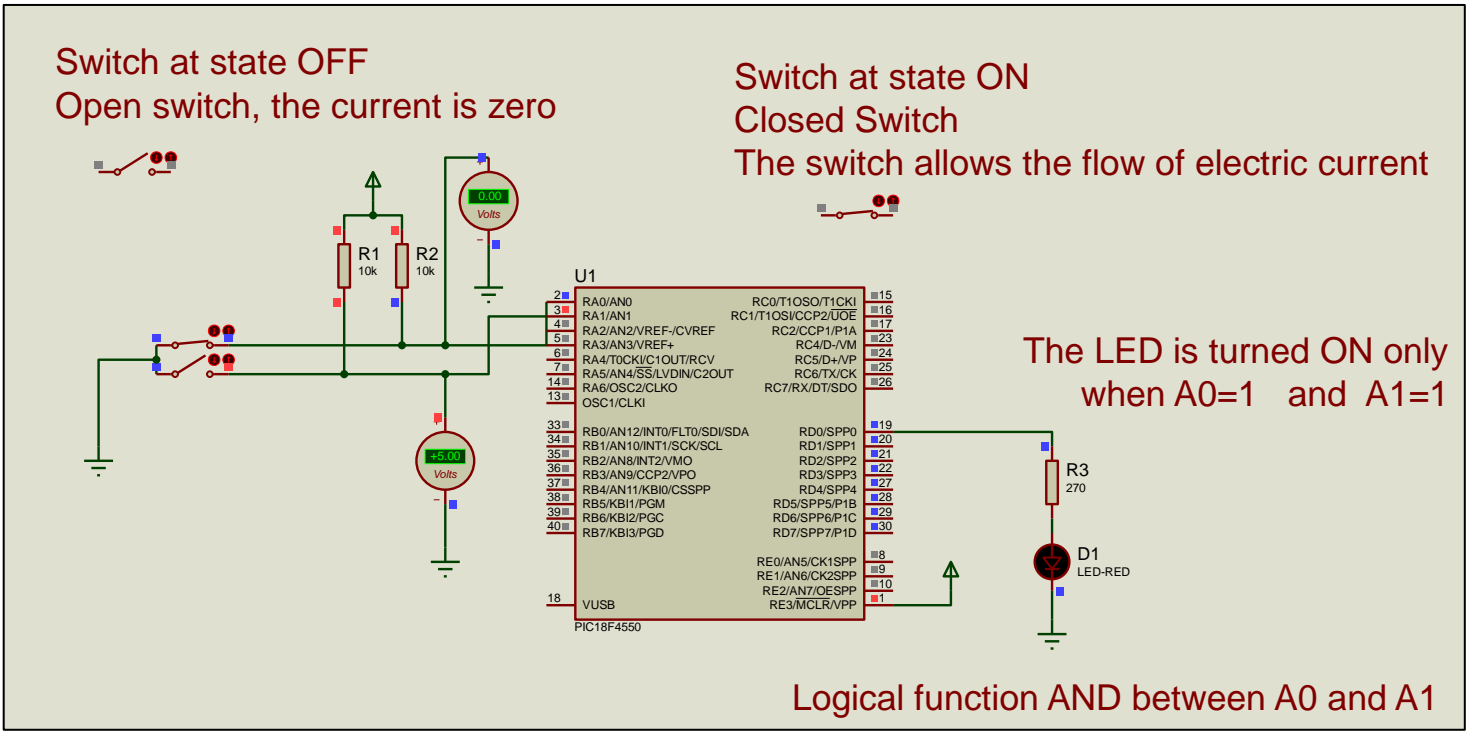 Switch at state OFF
Open switch, the current is zero
Switch at state ON
Closed Switch
The switch allows the flow of electric current
0.00
Volts
R1
10k
R2
10k
+5.00
Volts
U1
2 RA0/AN0
3 RA1/AN1
4 RA2/AN2/VREF-/CVREF
5 RA3/AN3/VREF+
6 RA4/T0CKI/C1OUT/RCV
7 RA5/AN4/SS/LVDIN/C2OUT
14 RA6/OSC2/CLKO
13 OSC1/CLKI
33 RB0/AN12/INT0/FLT0/SDI/SDA
34 RB1/AN10/INT1/SCK/SCL
35 RB2/AN8/INT2/VMO
36 RB3/AN9/CCP2/VPO
37 RB4/AN11/KBI0/CSSPP
38 RB5/KBI1/PGM
39 RB6/KBI2/PGC
40 RB7/KBI3/PGD
18 VUSB
RC0/T1OSO/T1CKI 15
RC1/T1OSI/CCP2/UOE 16
RC2/CCP1/P1A 17
RC4/D-/VM 23
RC5/D+/VP 24
RC6/TX/CK 25
RC7/RX/DT/SDO 26
RD0/SPP0 19
RD1/SPP1 20
RD2/SPP2 21
RD3/SPP3 22
RD4/SPP4 27
RD5/SPP5/P1B 28
RD6/SPP6/P1C 29
RD7/SPP7/P1D 30
RE0/AN5/CK1SPP 8
RE1/AN6/CK2SPP 9
RE2/AN7/OESPP 10
RE3/MCLR/VPP 1
PIC18F4550
The LED is turned ON only
when A0=1 and A1=1
R3
270
D1
LED-RED
Logical function AND between A0 and A1